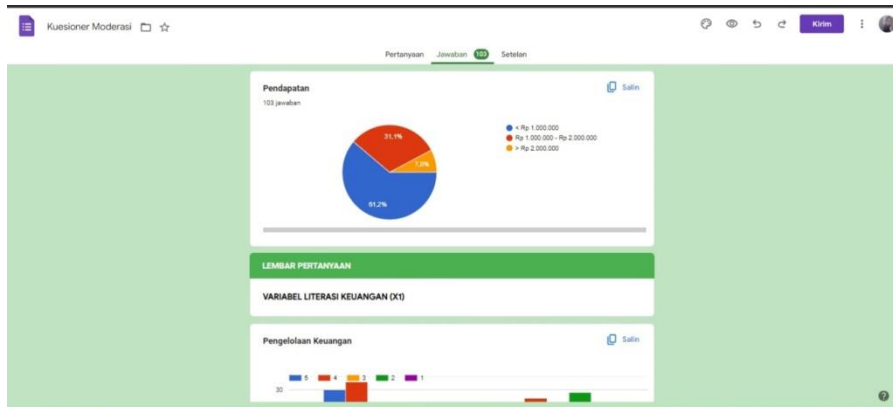 Kuesioner Moderasi
Kirim
Pertanyaan Jawaban 103 Setelan
Pendapatan
Salin
103 jawaban
31,1%
61,2%
< Rp 1.000.000
Rp 1.000.000 - Rp 2.000.000
> Rp 2.000.000
LEMBAR PERTANYAAN
VARIABEL LITERASI KEUANGAN (X1)
Pengelolaan Keuangan
Salin
5 4 3 2 1
30